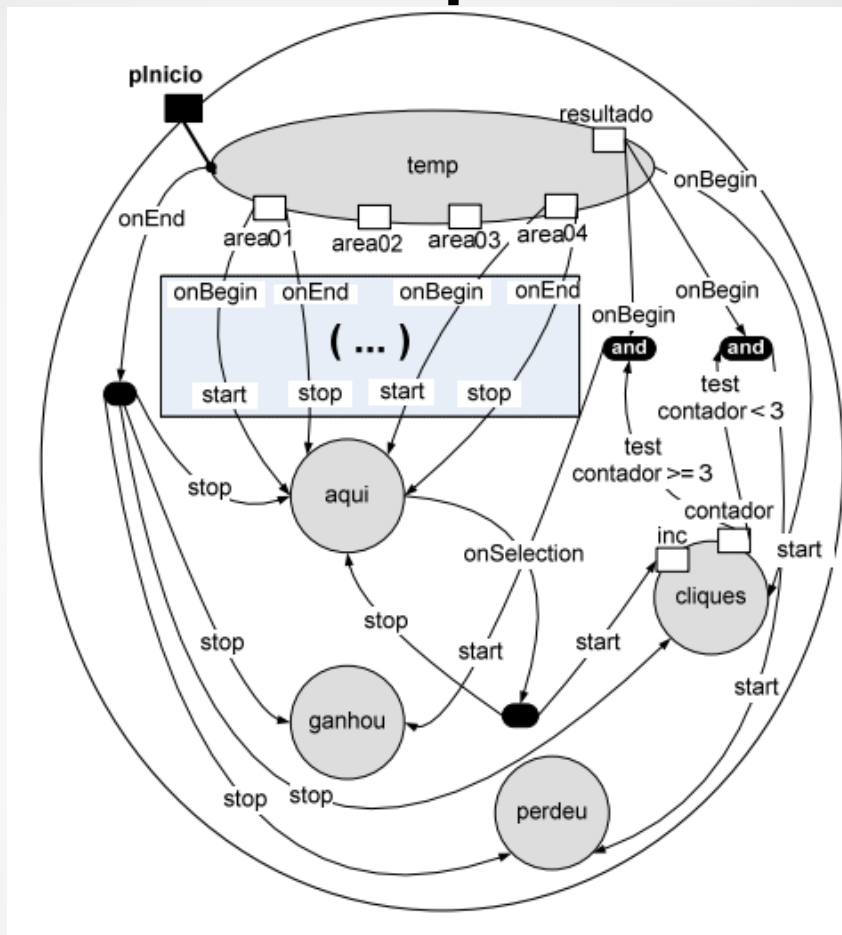 pInicio
resultado
temp
onBegin
onEnd
area01
area02
area03
area04
onBegin
onEnd
onBegin
onEnd
onBegin
onBegin
( ... )
and
and
start
stop
start
stop
test
contador < 3
test
contador >= 3
stop
aqui
contador
onSelection
inc
start
cliques
stop
stop
start
start
start
ganhou
stop
stop
perdeu